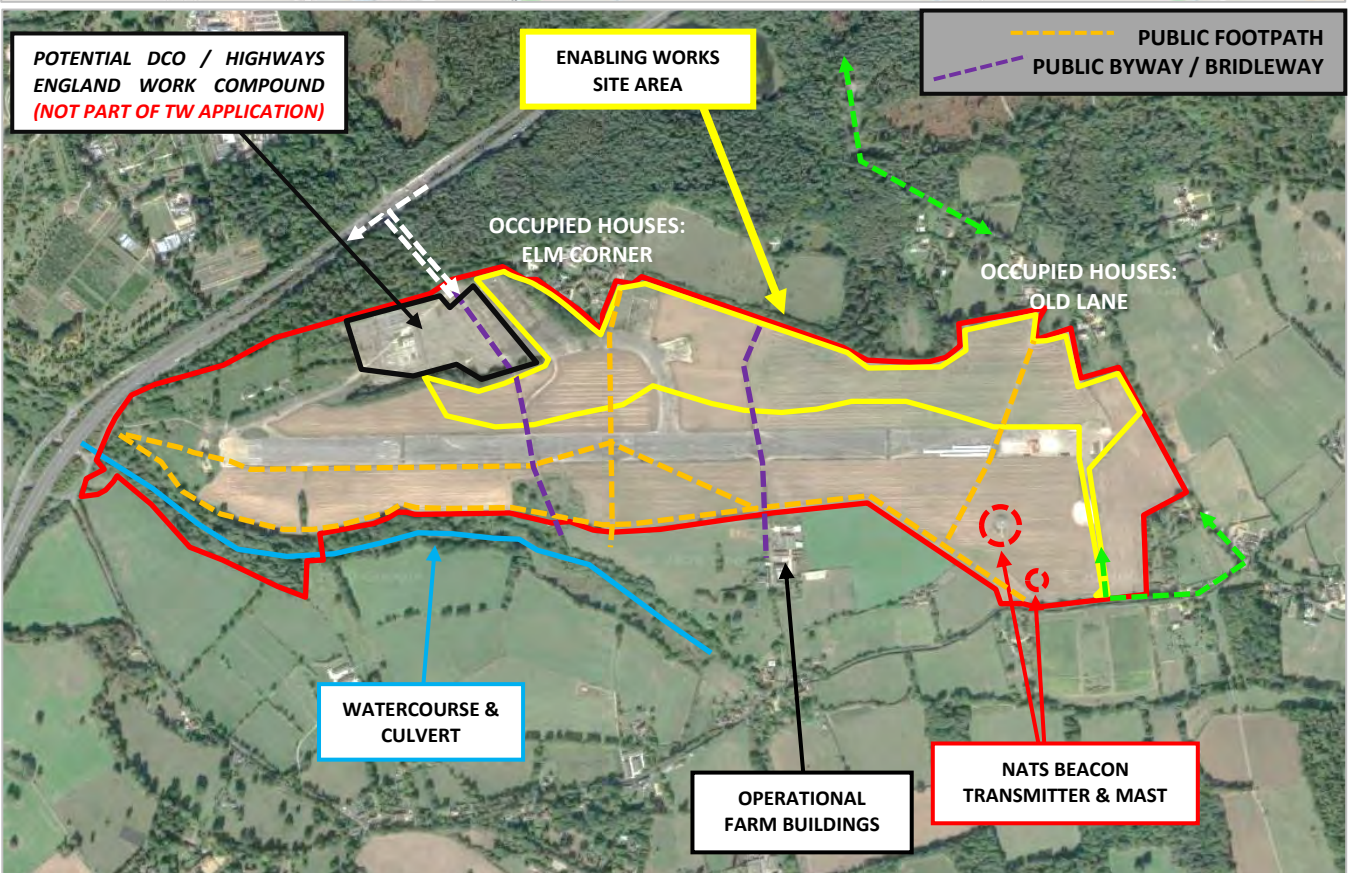 POTENTIAL DCO / HIGHWAYS
ENGLAND WORK COMPOUND
(NOT PART OF TW APPLICATION)
ENABLING WORKS
SITE AREA
PUBLIC FOOTPATH
PUBLIC BYWAY / BRIDLEWAY
OCCUPIED HOUSES:
ELM CORNER
OCCUPIED HOUSES:
OLD LANE
WATERCOURSE &
CULVERT
OPERATIONAL
FARM BUILDINGS
NATS BEACON
TRANSMITTER & MAST